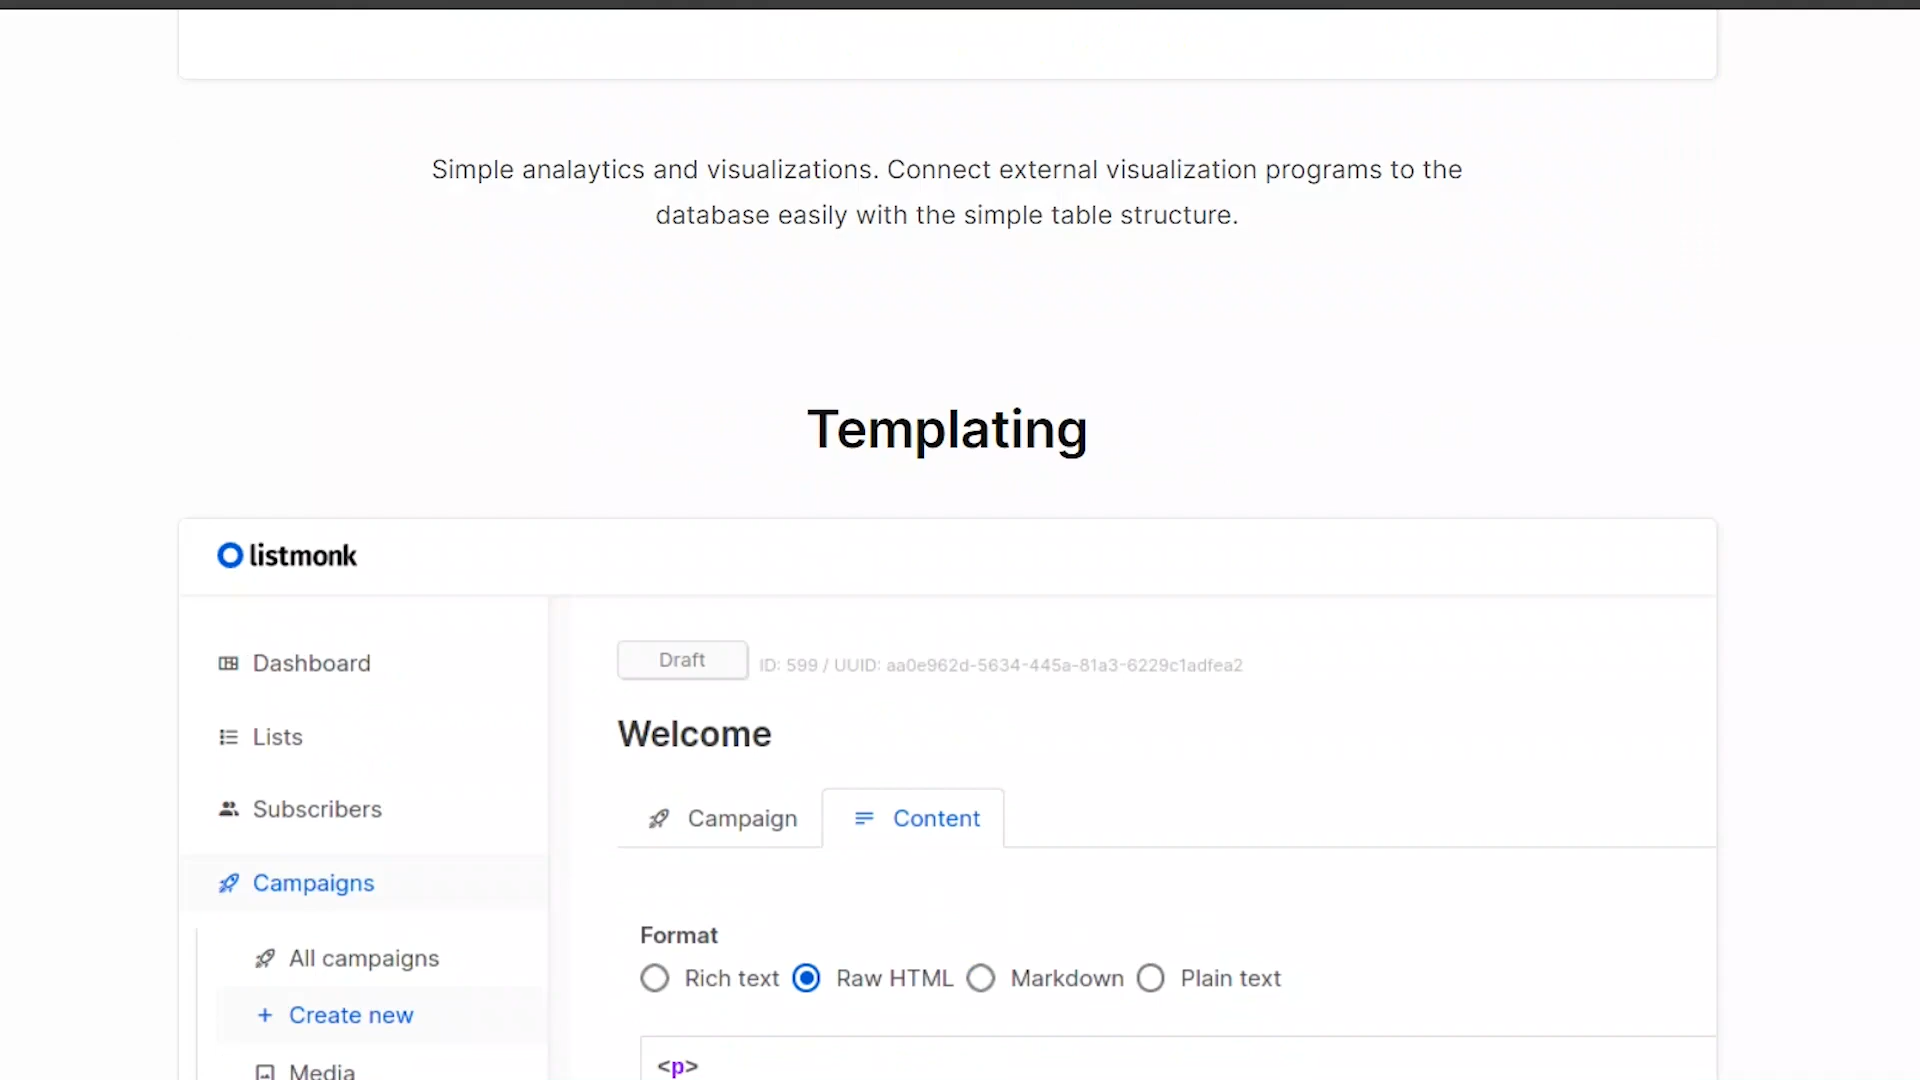 Simple analaytics and visualizations. Connect external visualization programs to the
database easily with the simple table structure.
Templating
listmonk
Dashboard
Lists
Subscribers
Campaigns
All campaigns
+ Create new
Media
Draft
ID: 599 / UUID: aa0e962d-5634-445a-81a3-6229c1adfea2
Welcome
Campaign
Content
Format
Rich text
Raw HTML
Markdown
Plain text
<p>